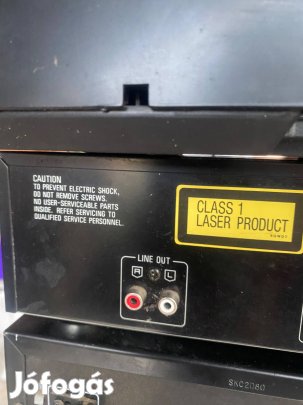 CAUTION
TO PREVENT ELECTRIC SHOCK,
DO NOT REMOVE SCREWS.
NO USER-SERVICEABLE PARTS
INSIDE, REFER SERVICING TO
QUALIFIED SERVICE PERSONNEL.
CLASS 1
LASER PRODUCT
LINE OUT
R L
SKC2080
Jófogás